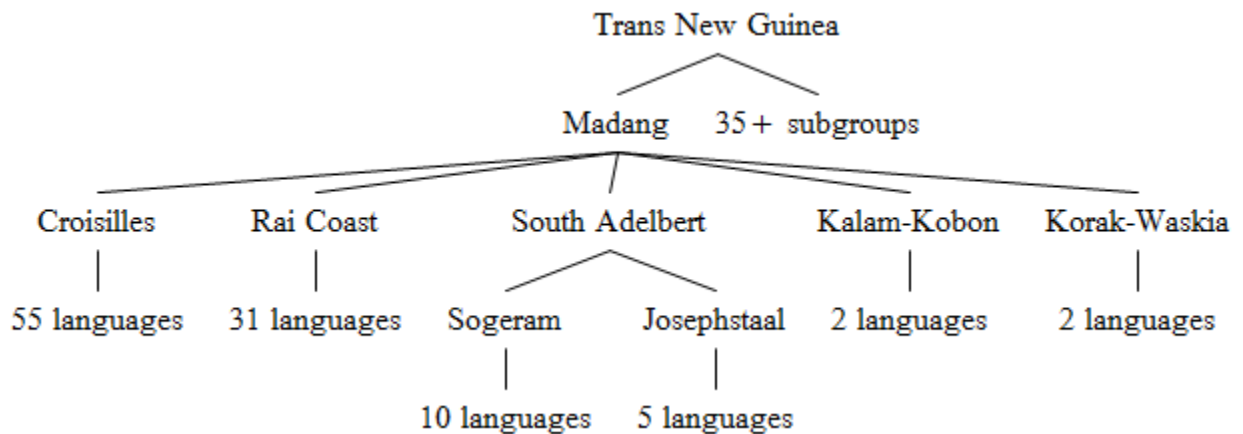 Trans New Guinea
Madang 35+ subgroups
Croisilles Rai Coast South Adelbert Kalam-Kobon Korak-Waskia
55 languages 31 languages Sogeram Josephstaal 2 languages 2 languages
10 languages 5 languages